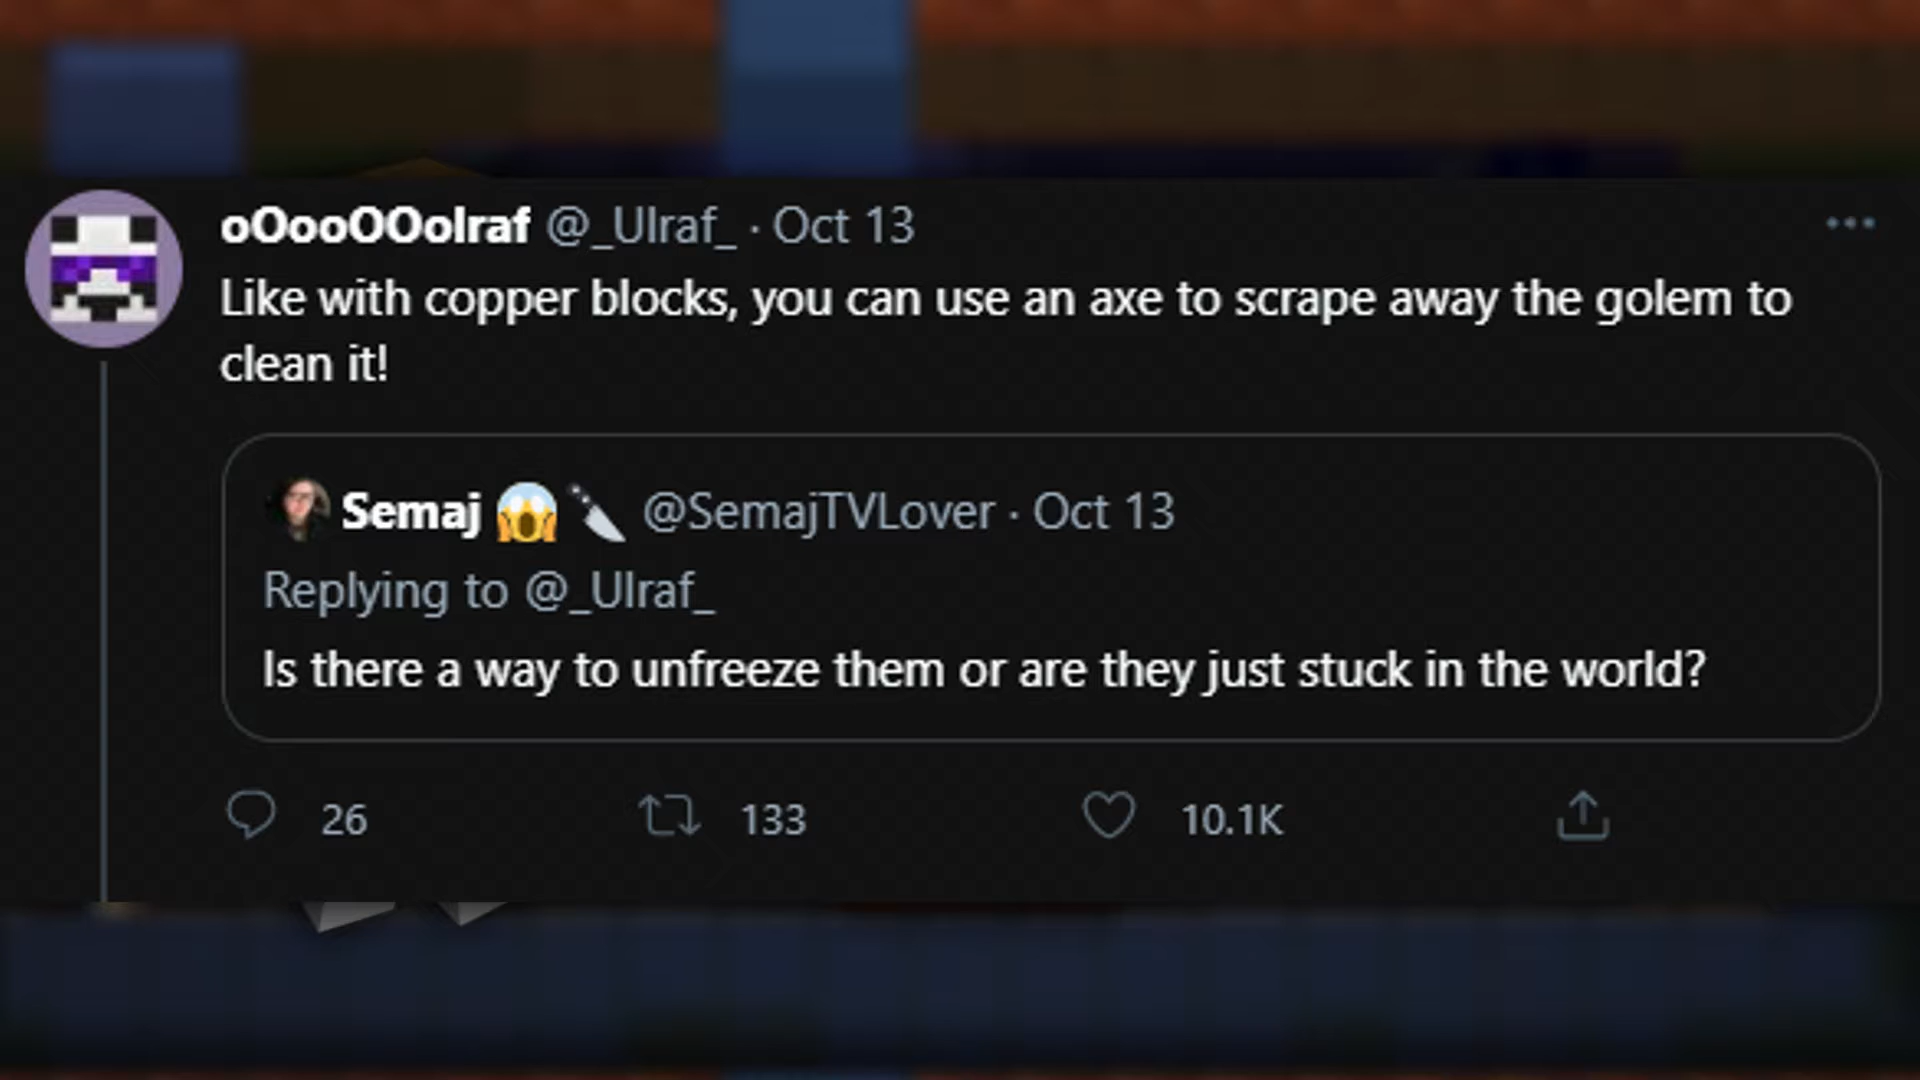 oOooOOolraf @_Ulraf_ · Oct 13
Like with copper blocks, you can use an axe to scrape away the golem to
clean it!
Semaj 😱🔪 @SemajTVLover · Oct 13
Replying to @_Ulraf_
Is there a way to unfreeze them or are they just stuck in the world?
26 133 10.1K